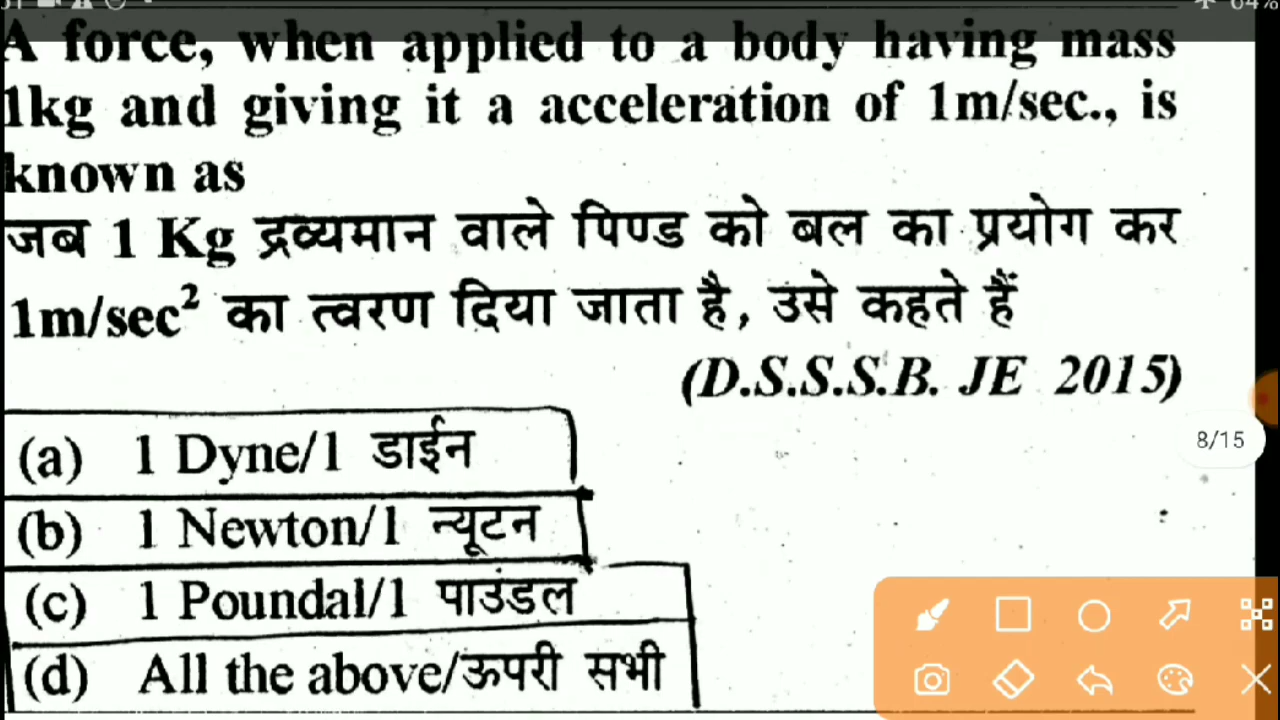 64%
A force, when applied to a body having mass
1kg and giving it a acceleration of 1m/sec., is
known as
जब 1 Kg द्रव्यमान वाले पिण्ड को बल का प्रयोग कर
1m/sec² का त्वरण दिया जाता है, उसे कहते हैं
(D.S.S.S.B. JE 2015)
(a) 1 Dyne/1 डाईन
8/15
(b) 1 Newton/1 न्यूटन
(c) 1 Poundal/1 पाउंडल
(d) All the above/ऊपरी सभी